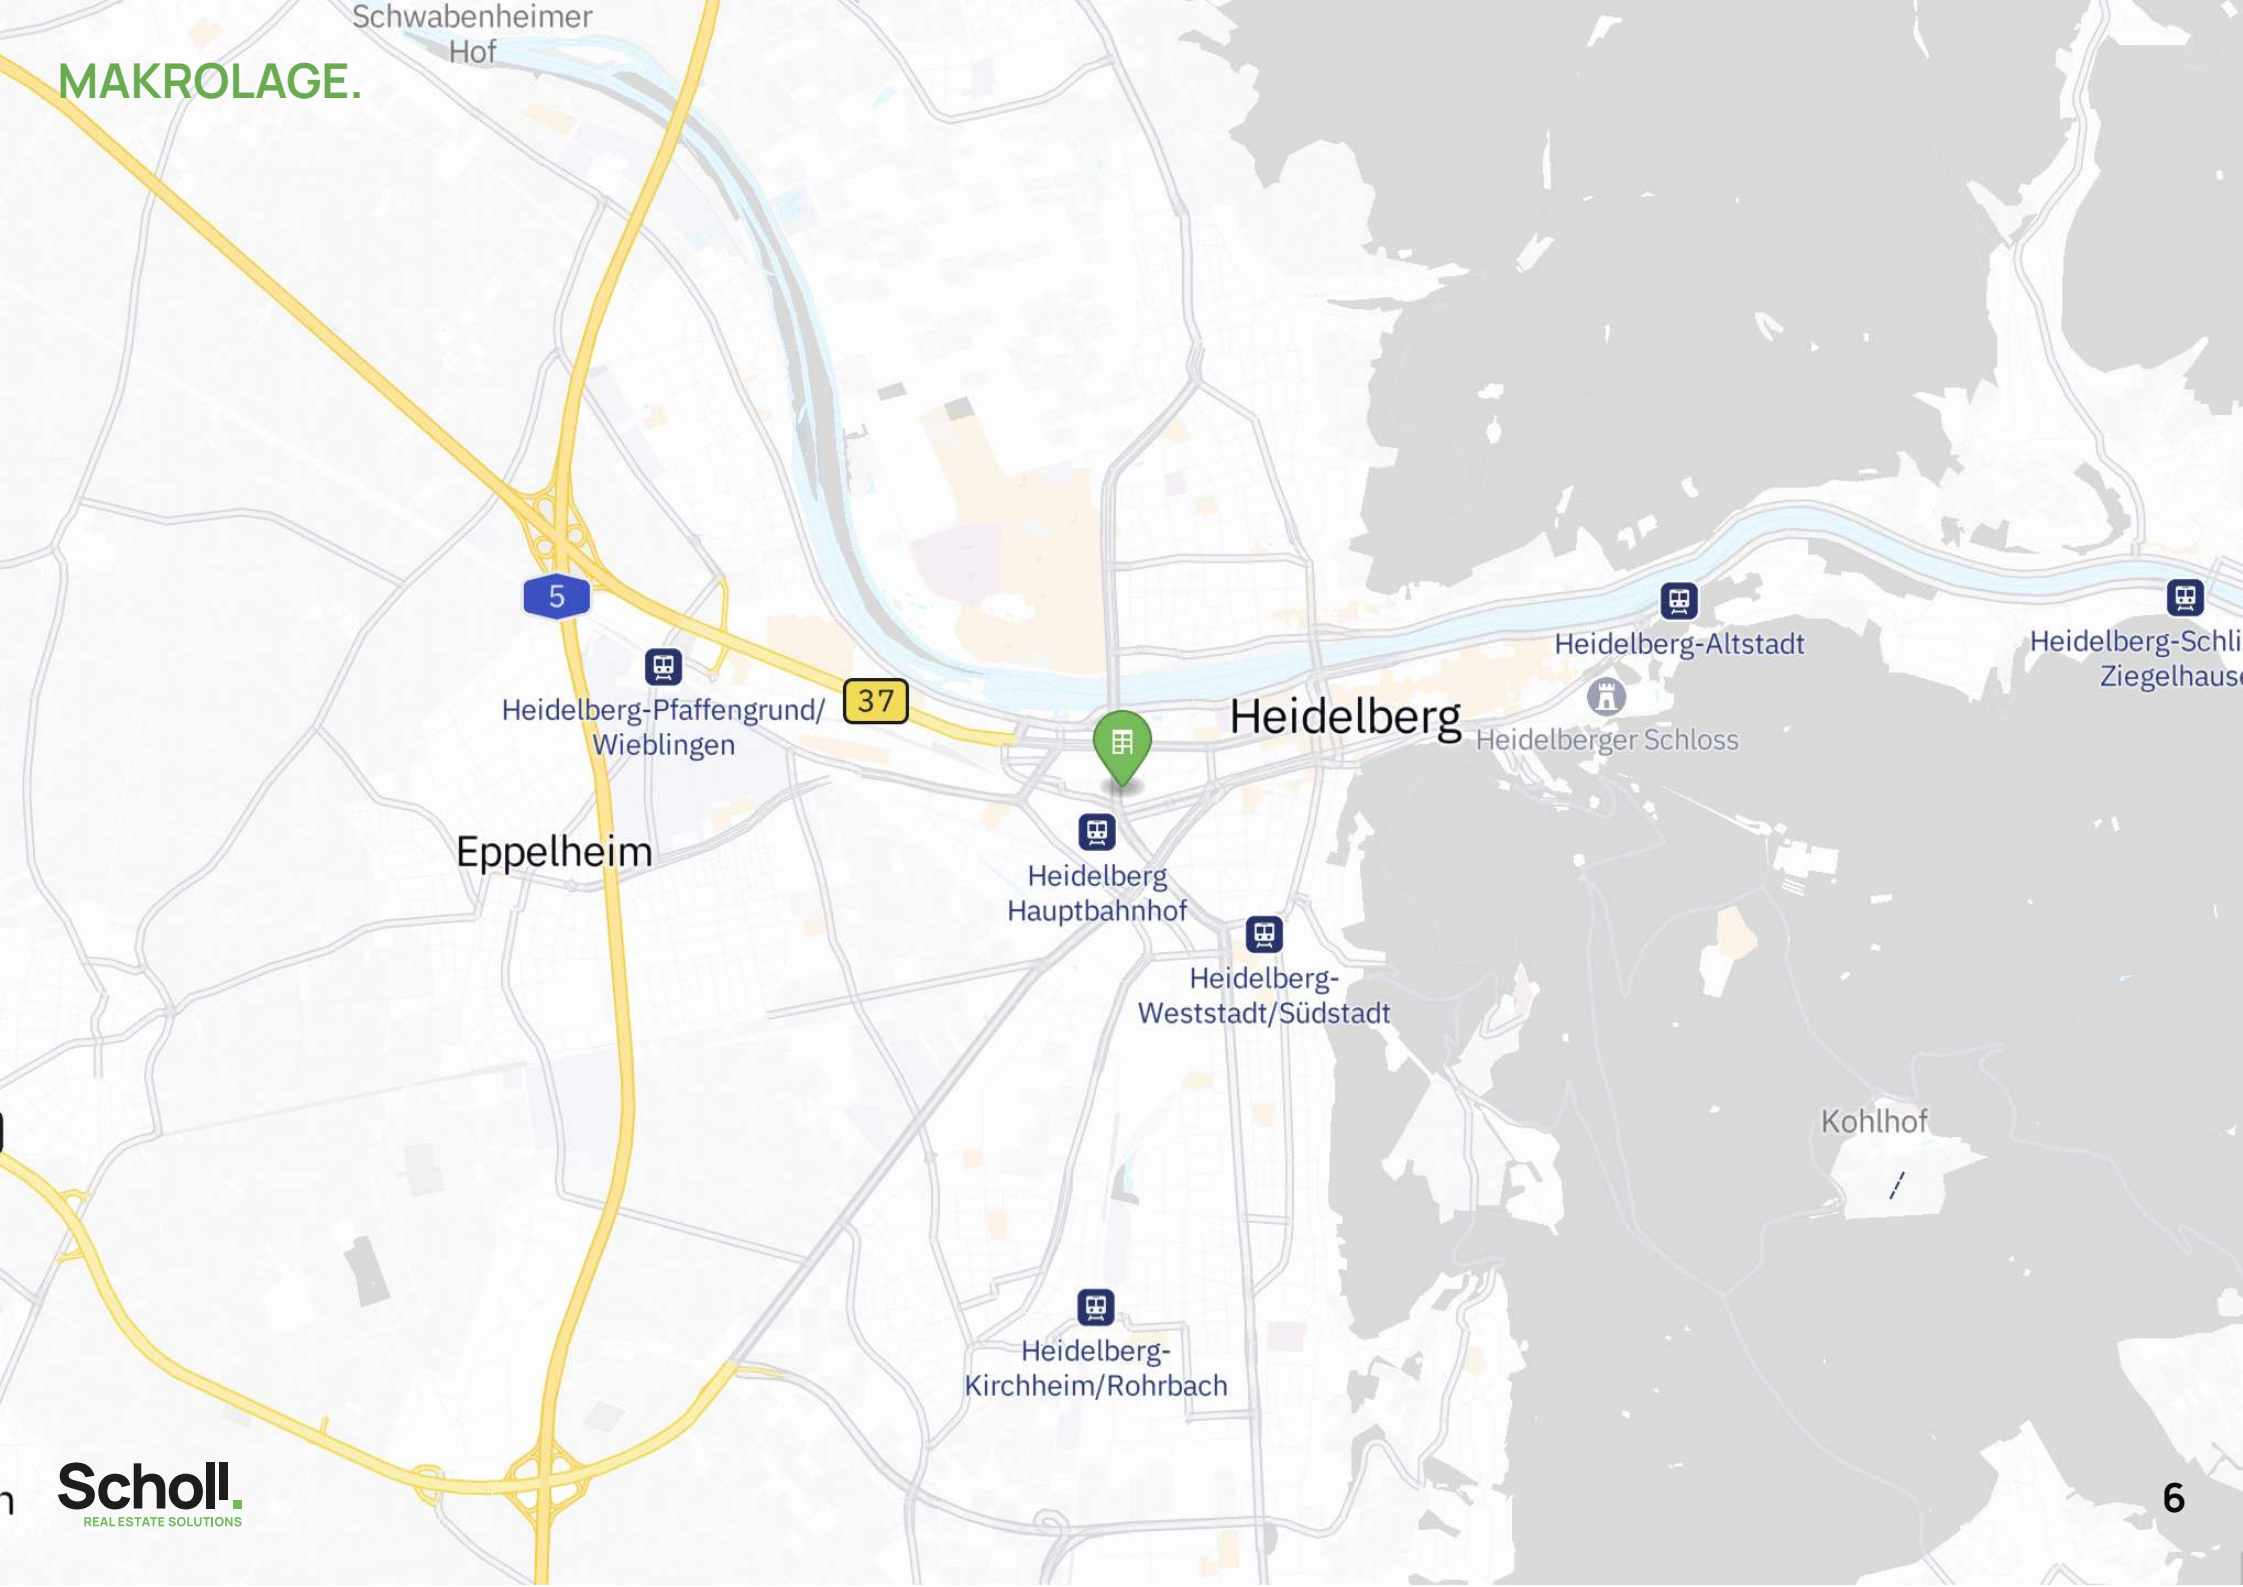 Schwabenheimer
Hof
MAKROLAGE.
5
Heidelberg-Altstadt
Heidelberg-Schli
Ziegelhause
37
Heidelberg-Pfaffengrund/
Wieblingen
Heidelberg
Heidelberger Schloss
Eppelheim
Heidelberg
Hauptbahnhof
Heidelberg-
Weststadt/Südstadt
Kohlhof
Heidelberg-
Kirchheim/Rohrbach
n
Scholl.
REAL ESTATE SOLUTIONS
6